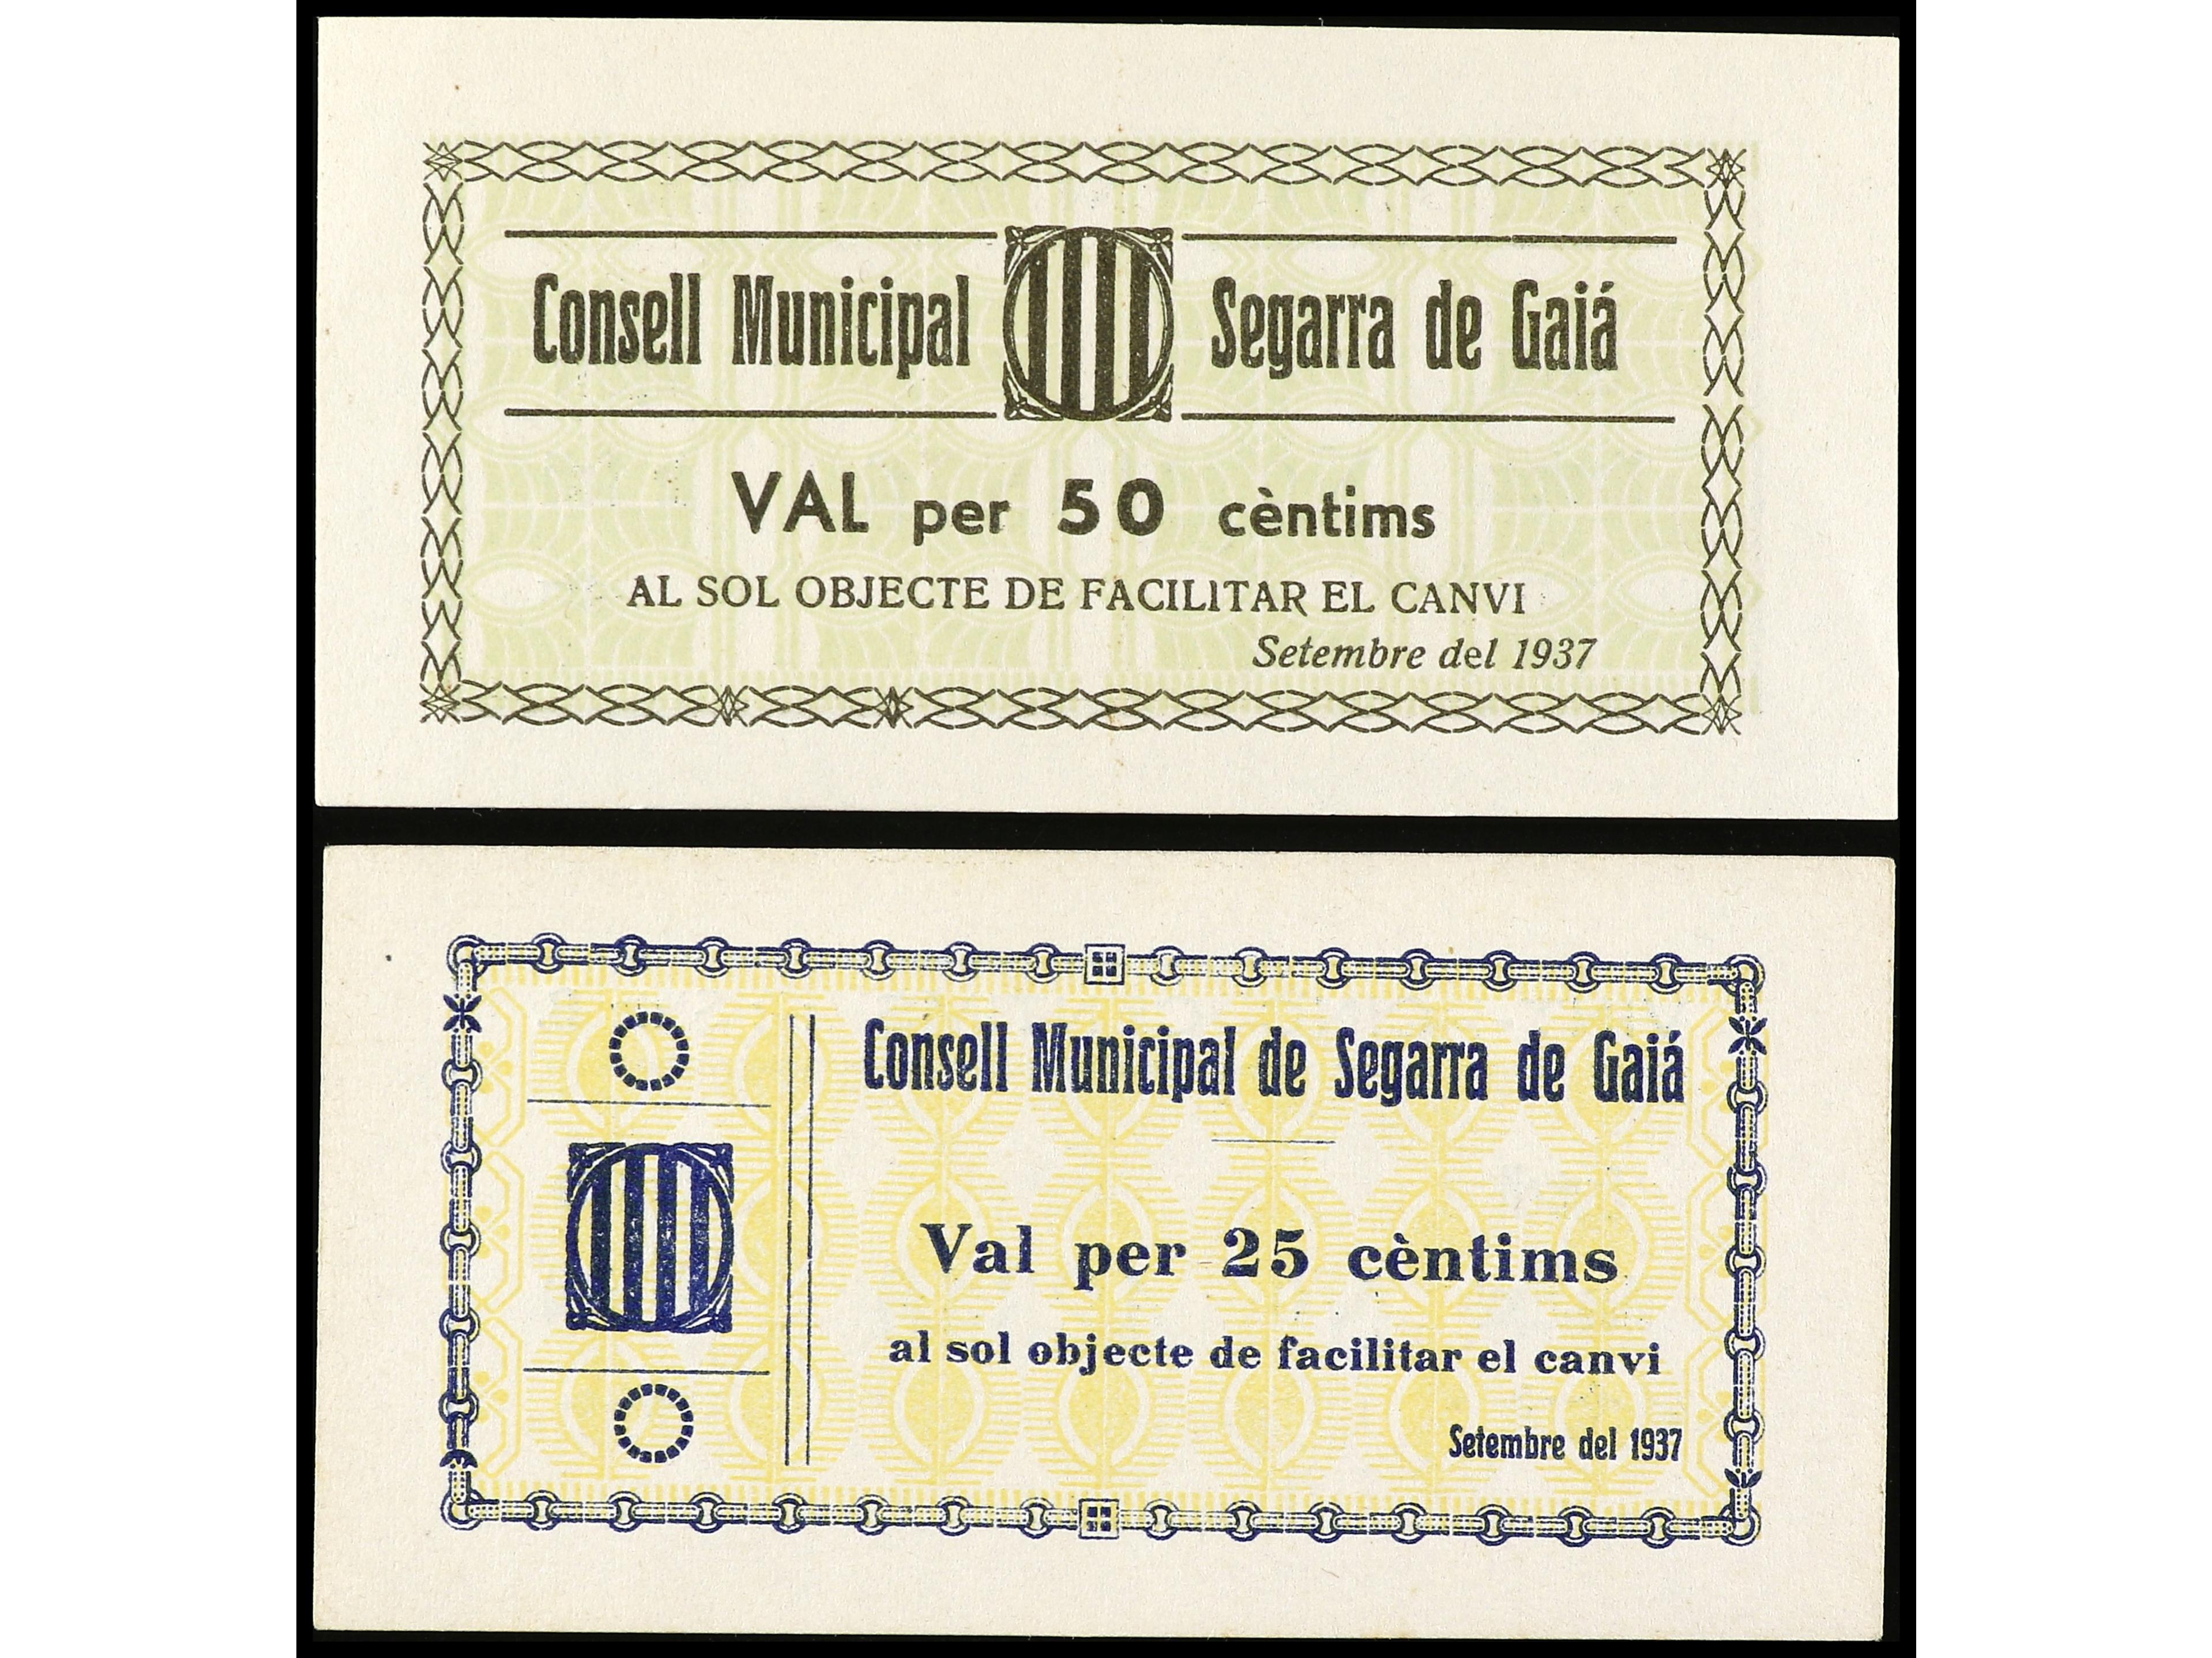 Consell Municipal Segarra de Gaiá
VAL per 50 cèntims
AL SOL OBJECTE DE FACILITAR EL CANVI
Setembre del 1937
Consell Municipal de Segarra de Gaiá
Val per 25 cèntims
al sol objecte de facilitar el canvi
Setembre del 1937